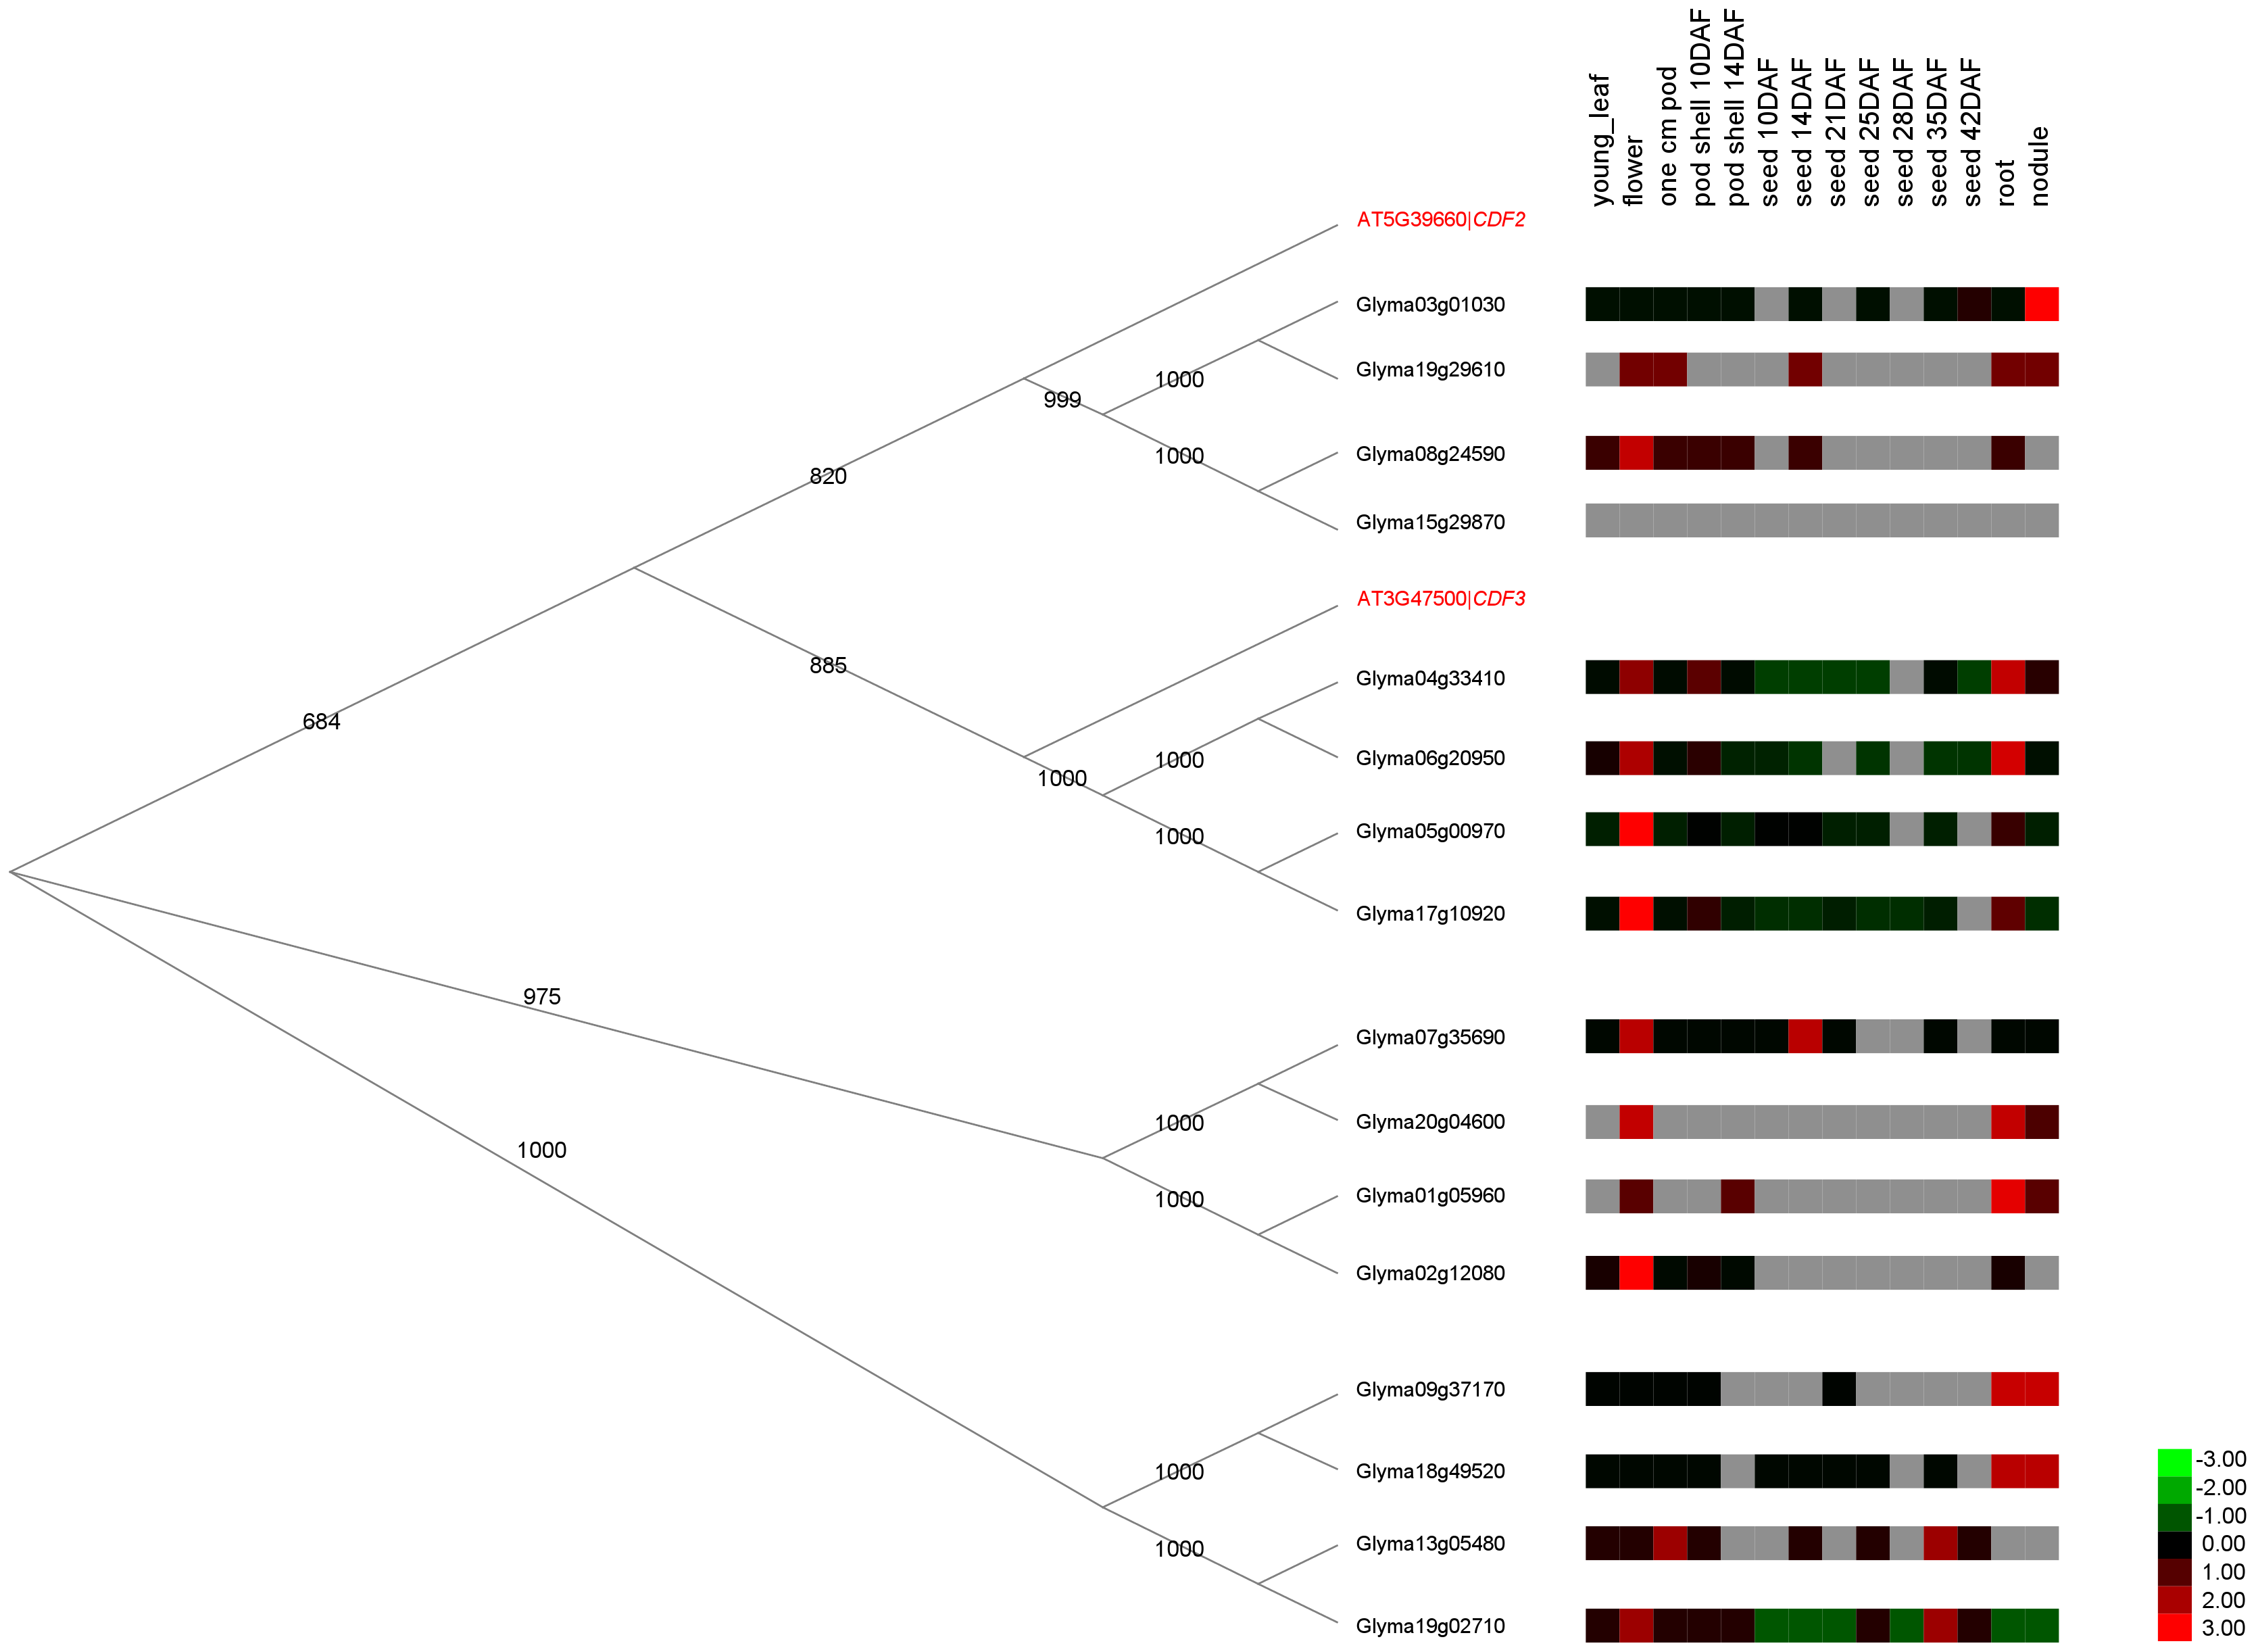 young_leaf
flower
one cm pod
pod shell 10DAF
pod shell 14DAF
seed 10DAF
seed 14DAF
seed 21DAF
seed 25DAF
seed 28DAF
seed 35DAF
seed 42DAF
root
nodule
AT5G39660|CDF2
Glyma03g01030
Glyma19g29610
1000
999
Glyma08g24590
1000
820
Glyma15g29870
AT3G47500|CDF3
885
Glyma04g33410
684
Glyma06g20950
1000
1000
Glyma05g00970
1000
Glyma17g10920
975
Glyma07g35690
Glyma20g04600
1000
1000
Glyma01g05960
1000
Glyma02g12080
Glyma09g37170
Glyma18g49520
1000
Glyma13g05480
1000
Glyma19g02710
-3.00
-2.00
-1.00
0.00
1.00
2.00
3.00